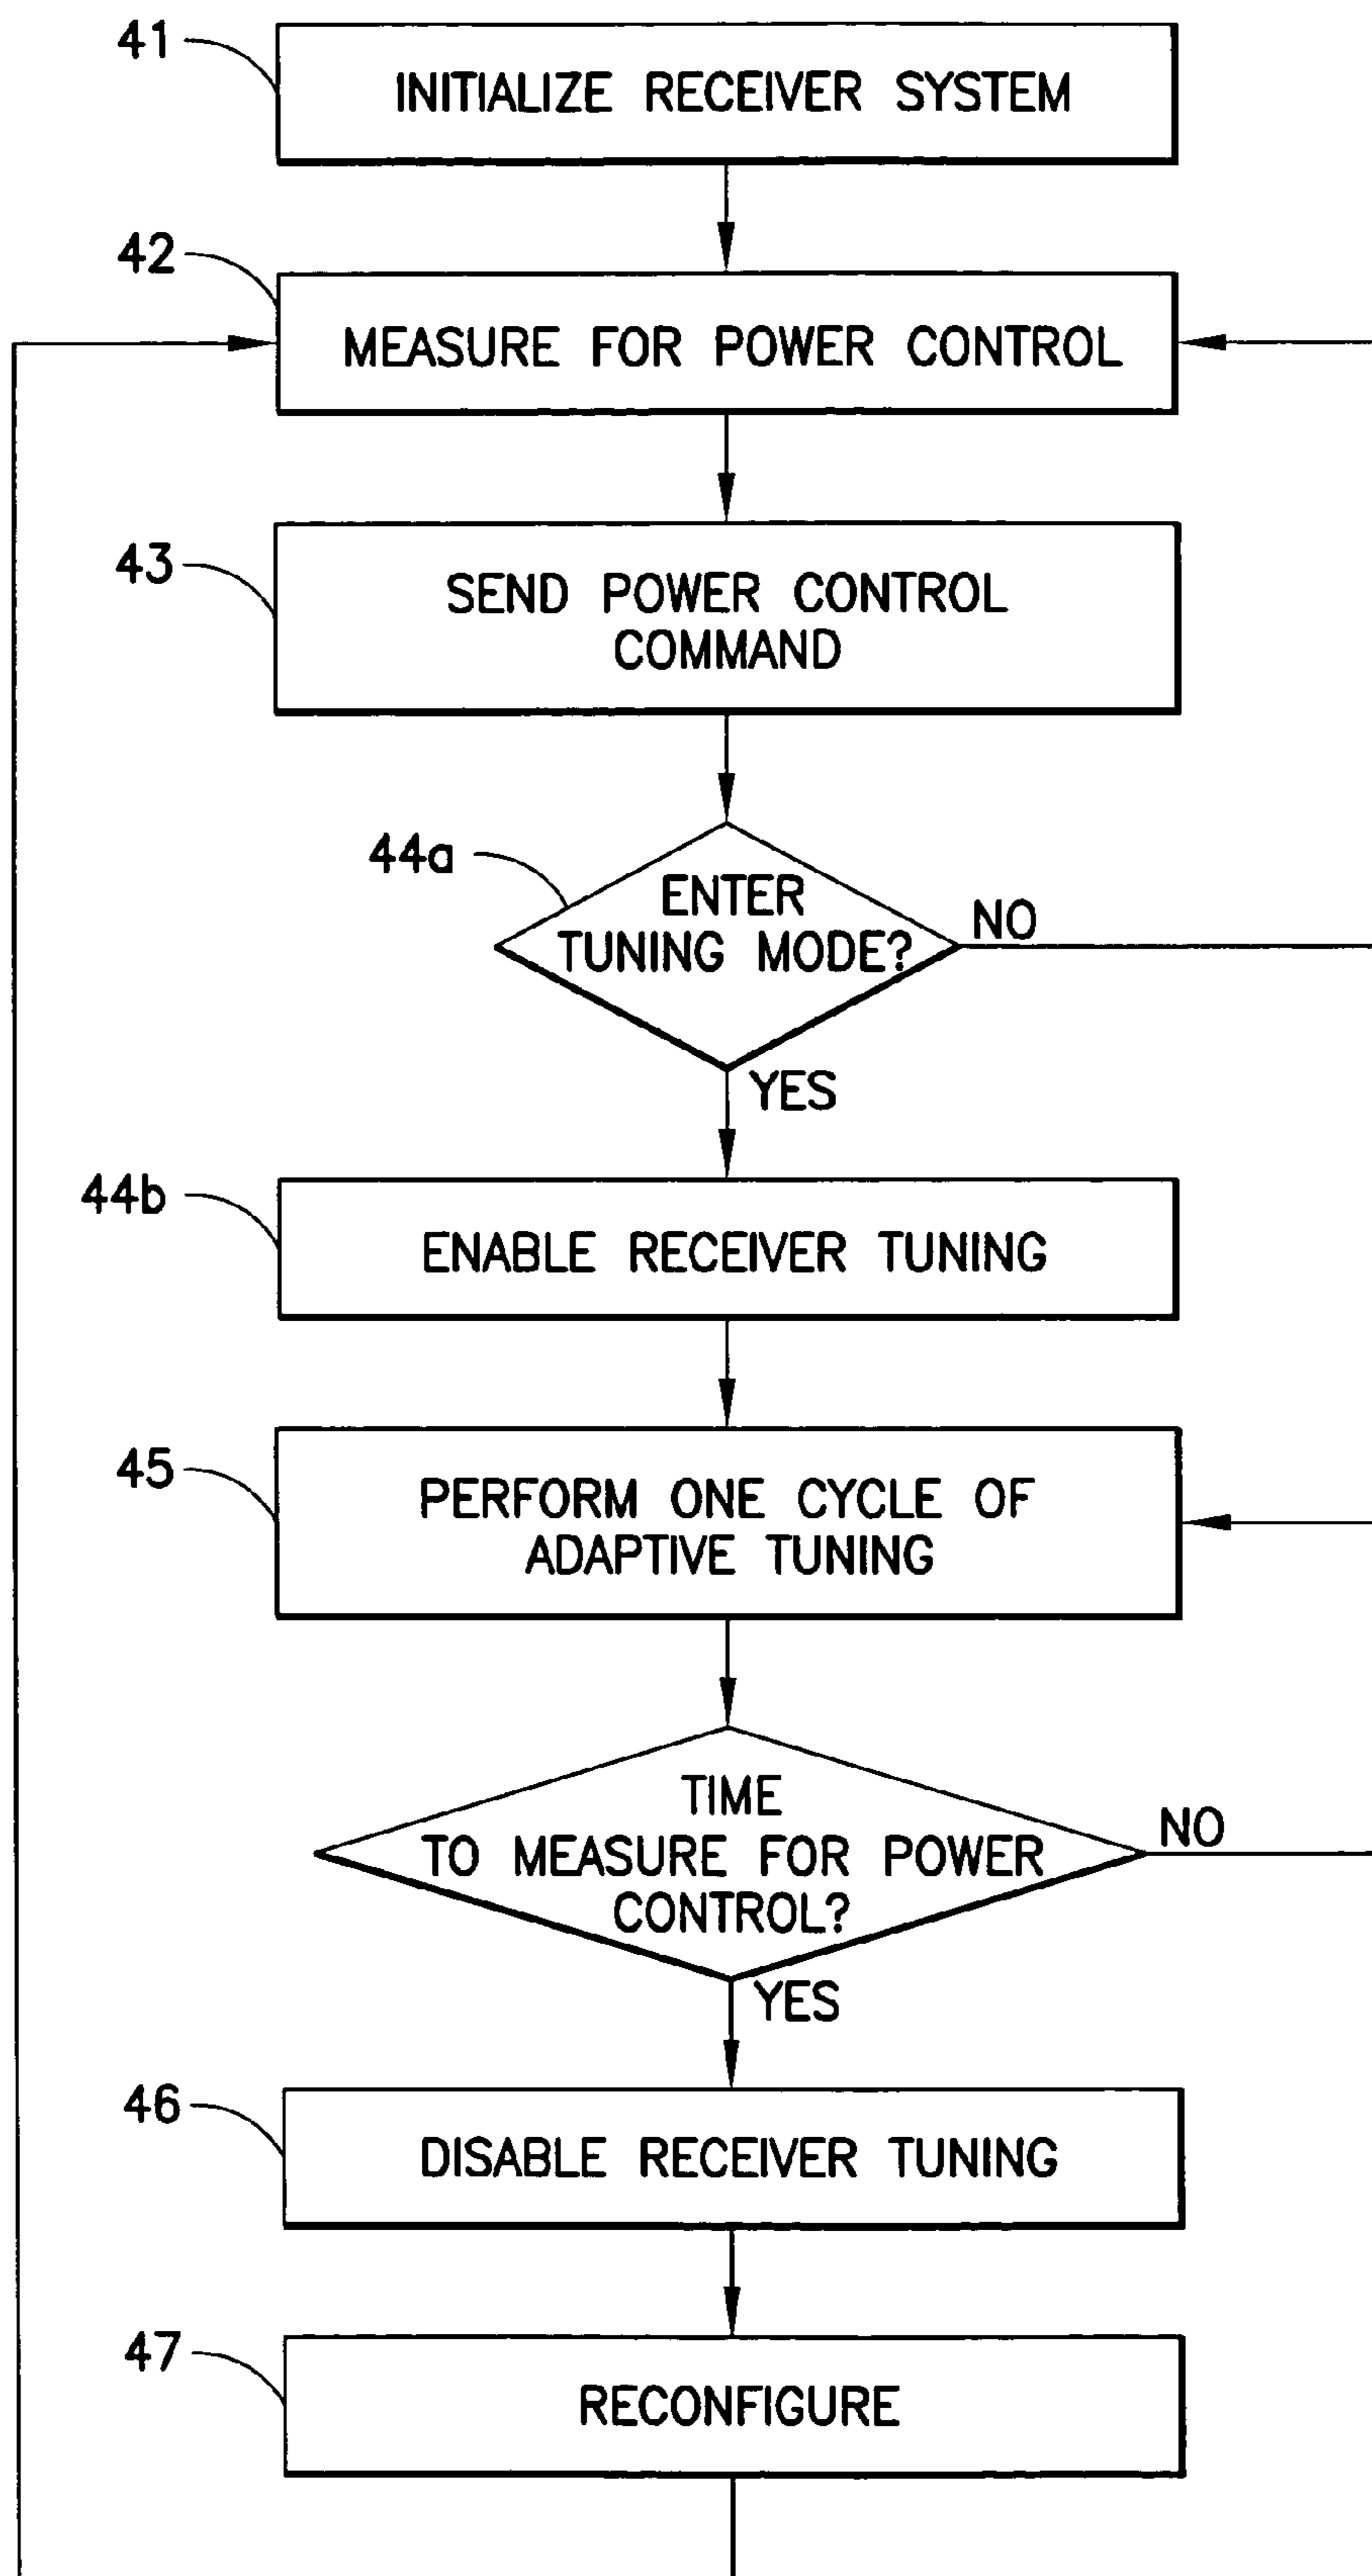 41
INITIALIZE RECEIVER SYSTEM
42
MEASURE FOR POWER CONTROL
43
SEND POWER CONTROL
COMMAND
44a
ENTER
TUNING MODE?
NO
YES
44b
ENABLE RECEIVER TUNING
45
PERFORM ONE CYCLE OF
ADAPTIVE TUNING
TIME
TO MEASURE FOR POWER
CONTROL?
NO
YES
46
DISABLE RECEIVER TUNING
47
RECONFIGURE